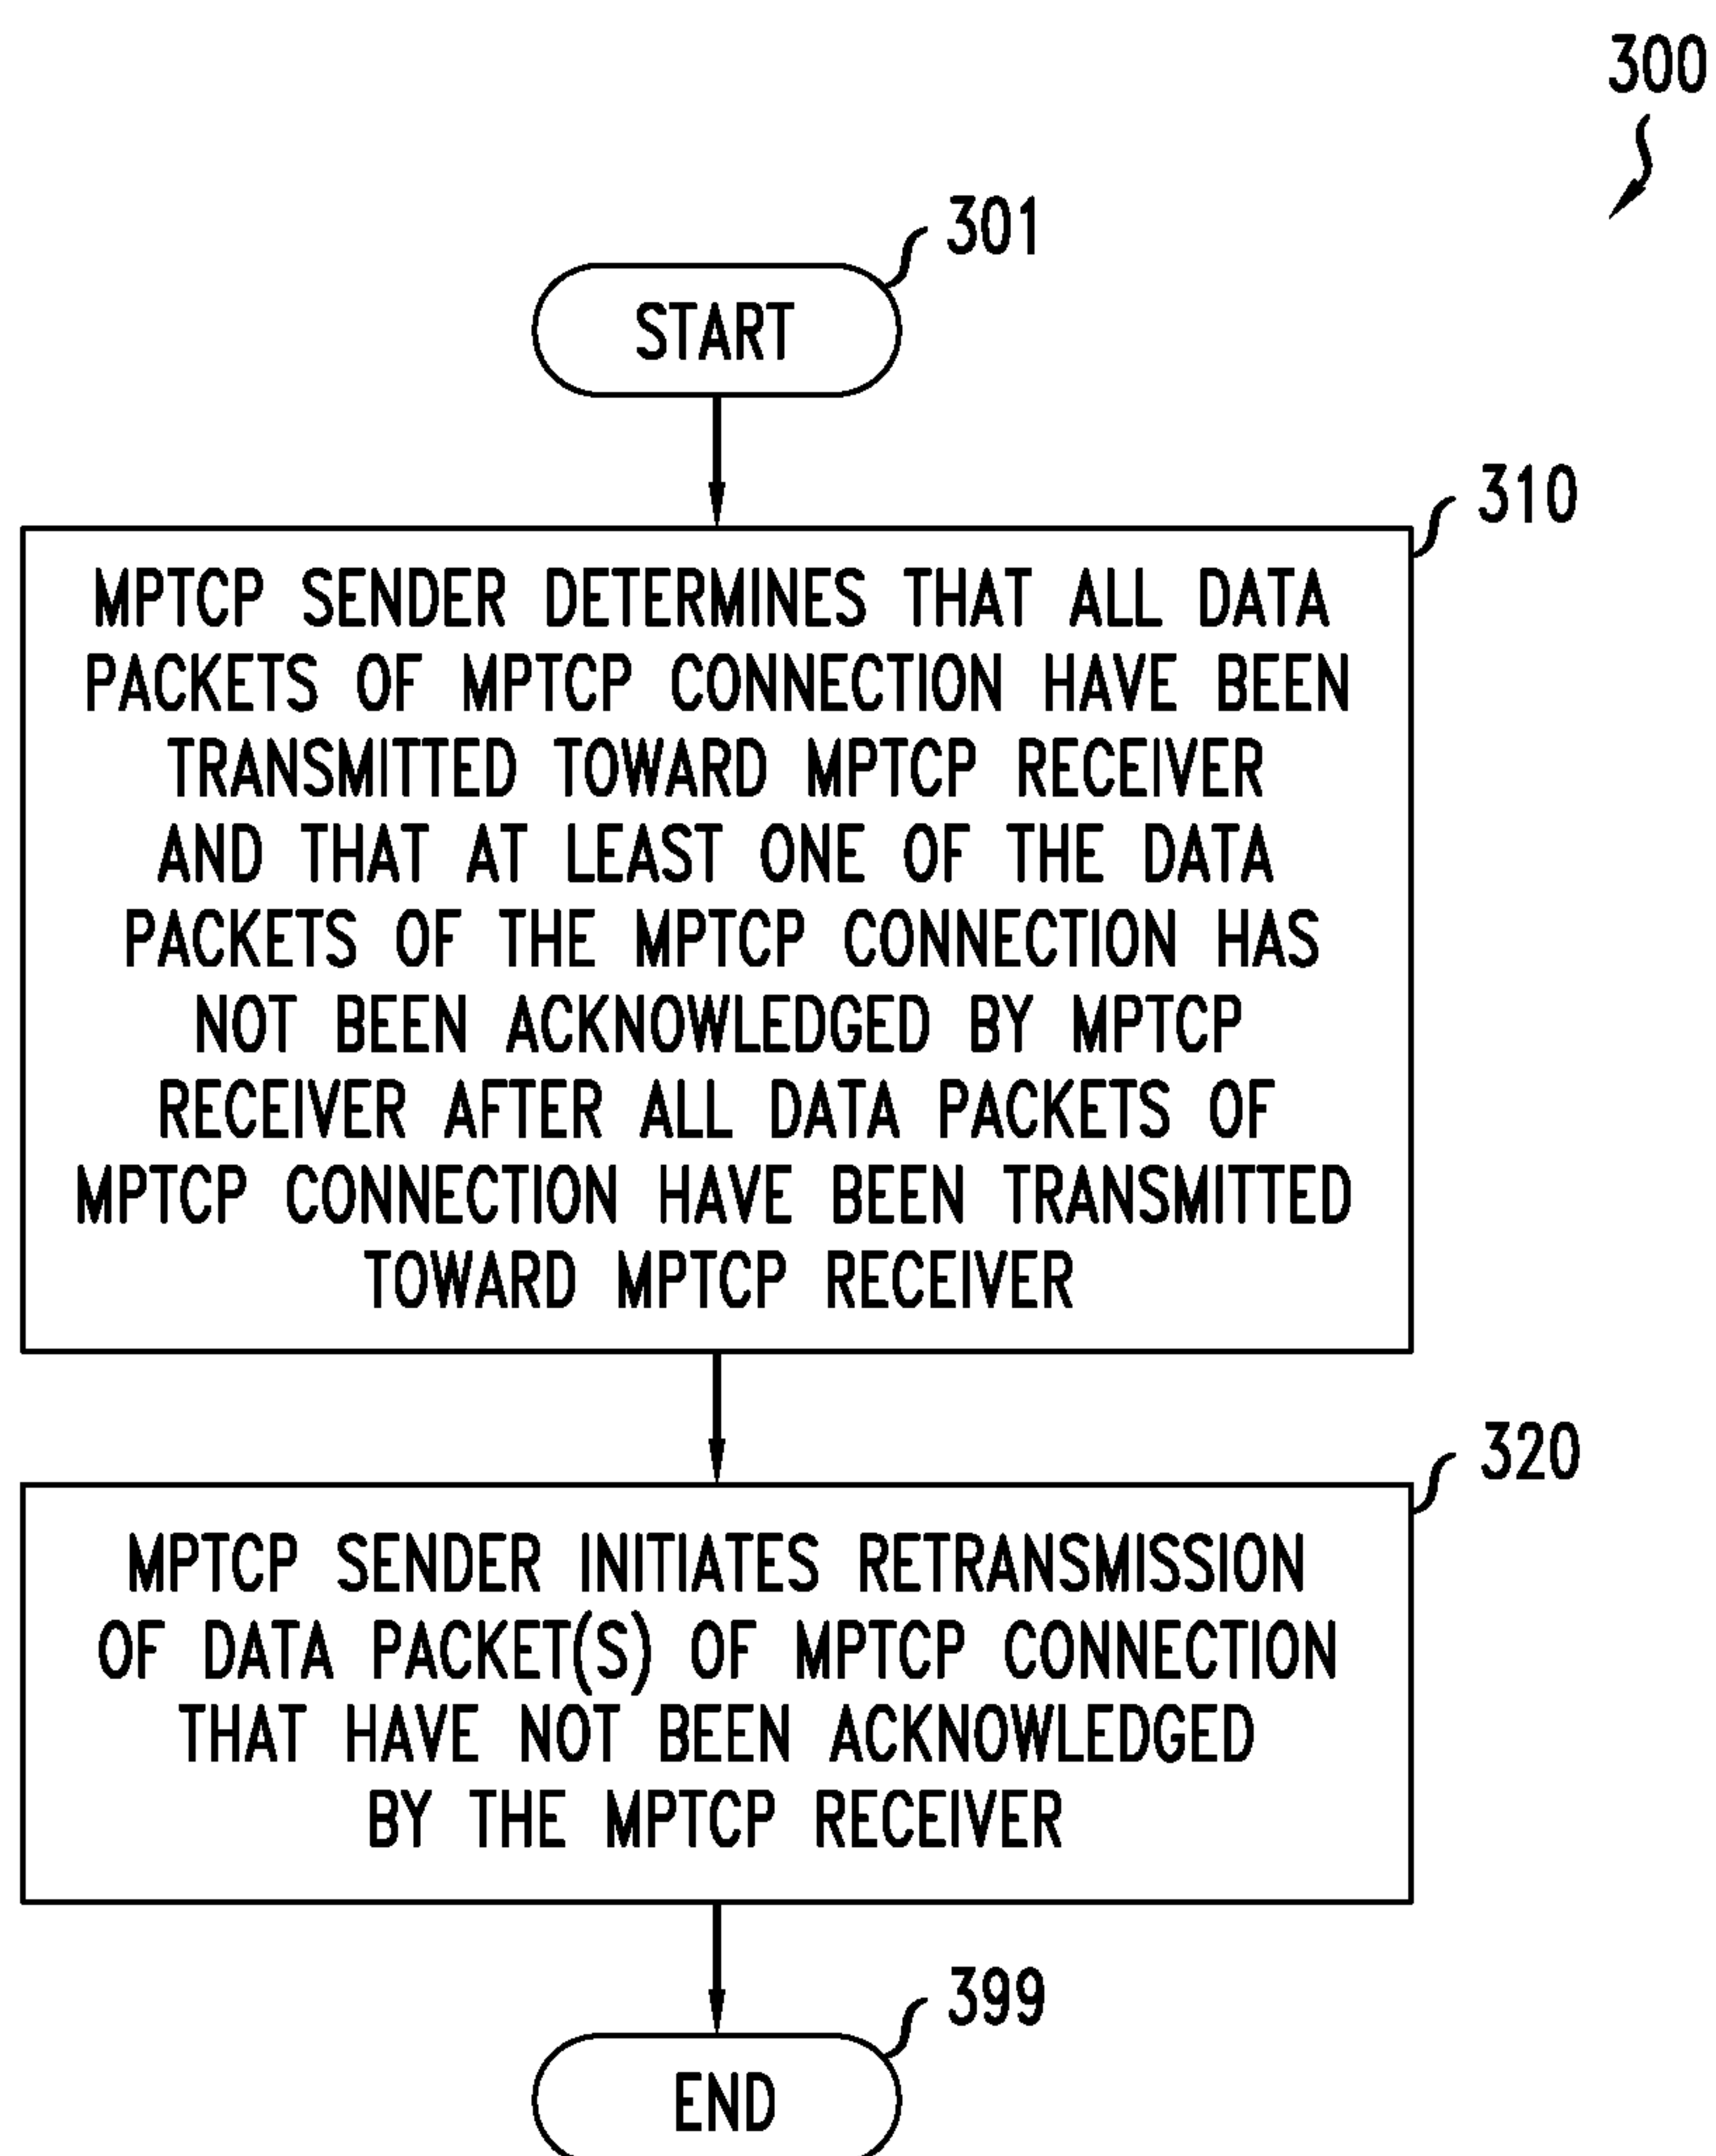 300
301
START
310
MPTCP SENDER DETERMINES THAT ALL DATA
PACKETS OF MPTCP CONNECTION HAVE BEEN
TRANSMITTED TOWARD MPTCP RECEIVER
AND THAT AT LEAST ONE OF THE DATA
PACKETS OF THE MPTCP CONNECTION HAS
NOT BEEN ACKNOWLEDGED BY MPTCP
RECEIVER AFTER ALL DATA PACKETS OF
MPTCP CONNECTION HAVE BEEN TRANSMITTED
TOWARD MPTCP RECEIVER
320
MPTCP SENDER INITIATES RETRANSMISSION
OF DATA PACKET(S) OF MPTCP CONNECTION
THAT HAVE NOT BEEN ACKNOWLEDGED
BY THE MPTCP RECEIVER
399
END